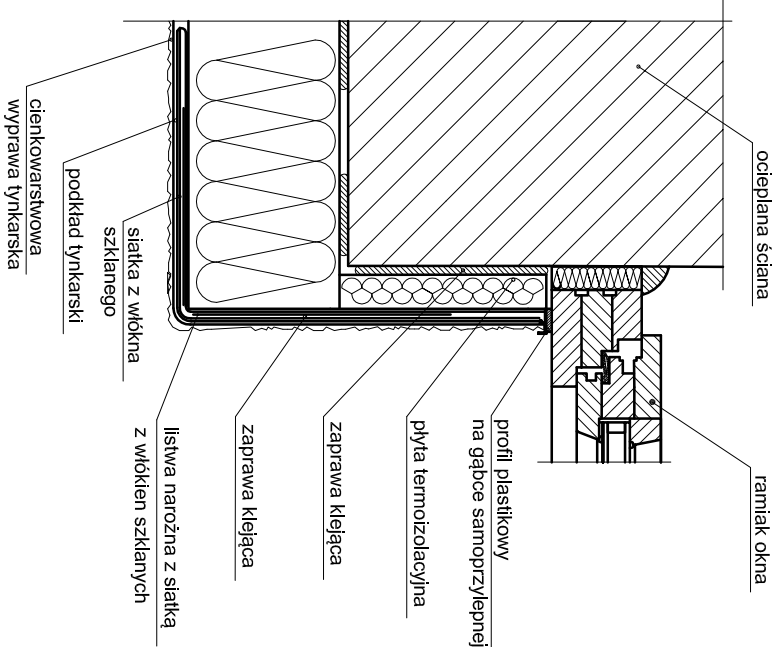 ocieplana ściana
ramiak okna
profil plastikowy
na gąbce samoprzylepnej
płyta termoizolacyjna
zaprawa klejąca
zaprawa klejąca
listwa narożna z siatką
z włókien szklanych
siatka z włókna
szklanego
podkład tynkarski
cienkowarstwowa
wyprawa tynkarska